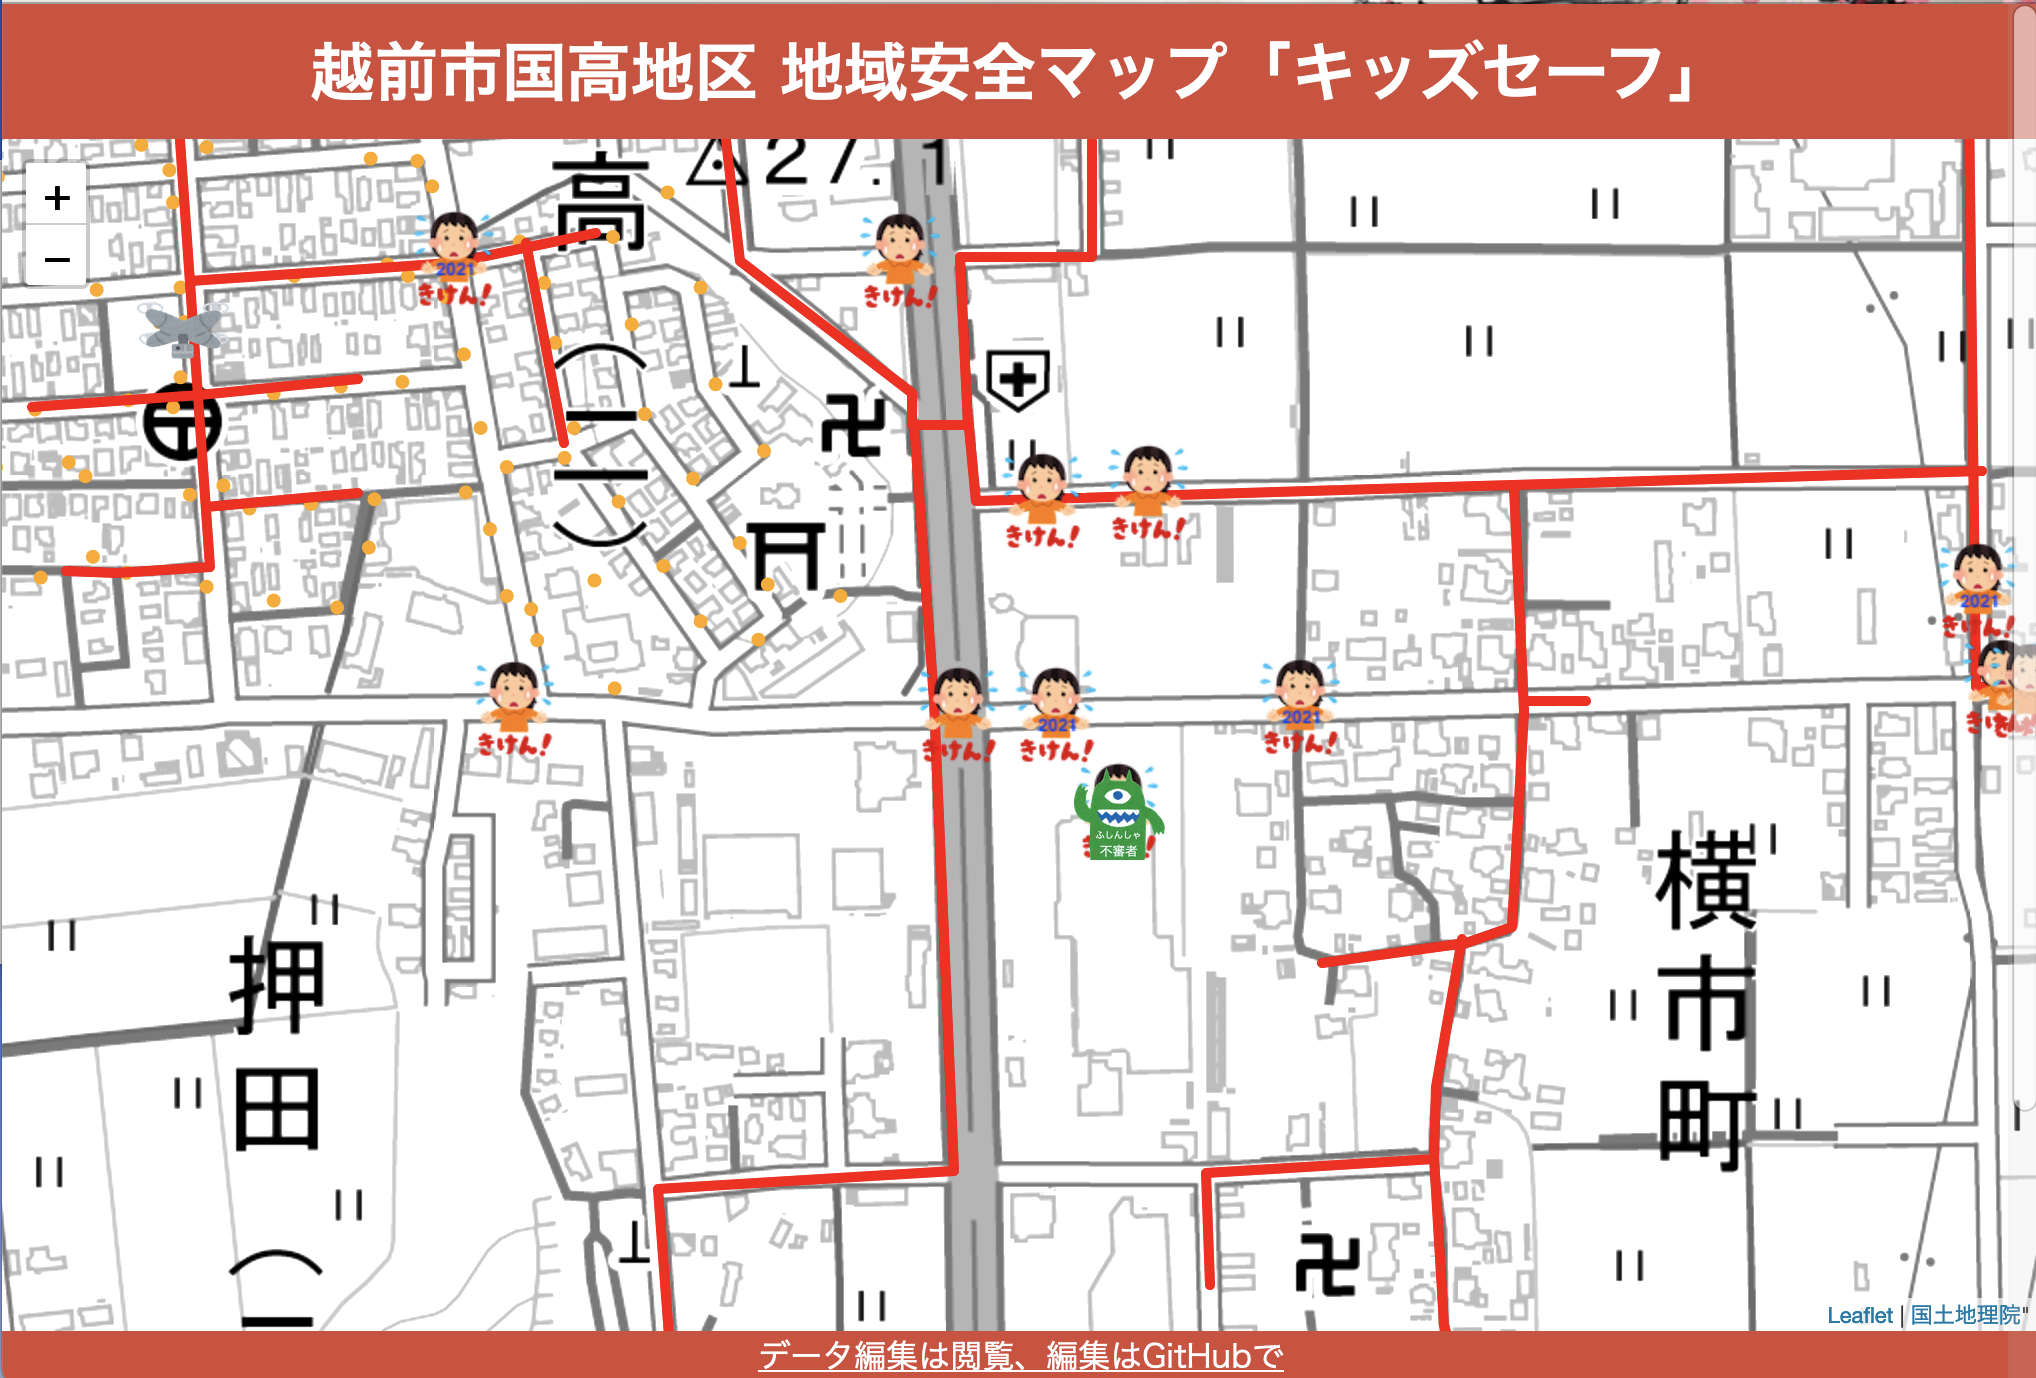 越前市国高地区 地域安全マップ「キッズセーフ」
+
−
高
27.1
2021
きけん!
きけん!
(二)
きけん!
きけん!
2021
きけん!
きけん!
きけん!
2021
きけん!
2021
きけん!
ふしんしゃ
不審者
横市町
押田(
Leaflet | 国土地理院"
データ編集は閲覧、編集はGitHubで